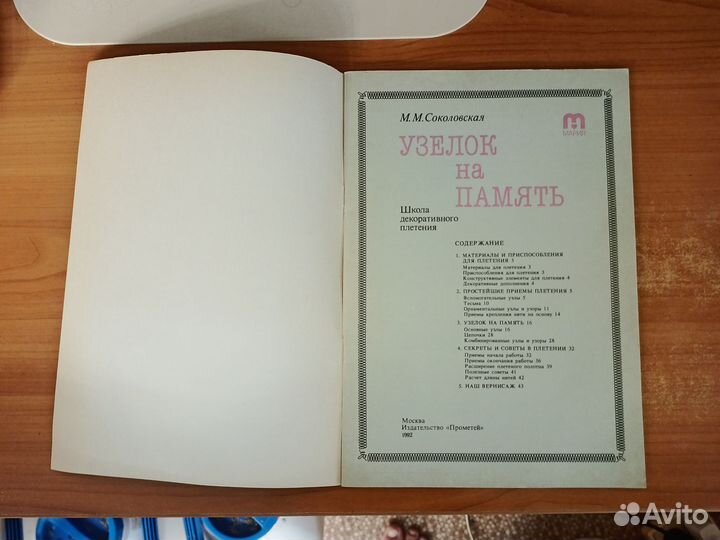 М. М. Соколовская
МАРИЯ
УЗЕЛОК
на
ПАМЯТЬ
Школа
декоративного
плетения
СОДЕРЖАНИЕ
1. МАТЕРИАЛЫ И ПРИСПОСОБЛЕНИЯ
ДЛЯ ПЛЕТЕНИЯ 3
Материалы для плетения 3
Приспособления для плетения 3
Конструктивные элементы для плетения 4
Декоративные дополнения 4
2. ПРОСТЕЙШИЕ ПРИЕМЫ ПЛЕТЕНИЯ 5
Вспомогательные узлы 5
Тесьма 10
Орнаментальные узлы и узоры 11
Приемы крепления нити на основу 14
3. УЗЕЛОК НА ПАМЯТЬ 16
Основные узлы 16
Цепочки 28
Комбинированные узлы и узоры 28
4. СЕКРЕТЫ И СОВЕТЫ В ПЛЕТЕНИИ 32
Приемы начала работы 32
Приемы окончания работы 36
Расширение плетеного полотна 39
Полезные советы 41
Расчет длины нитей 42
5. НАШ ВЕРНИСАЖ 43
Москва
Издательство «Прометей»
1992
Avito